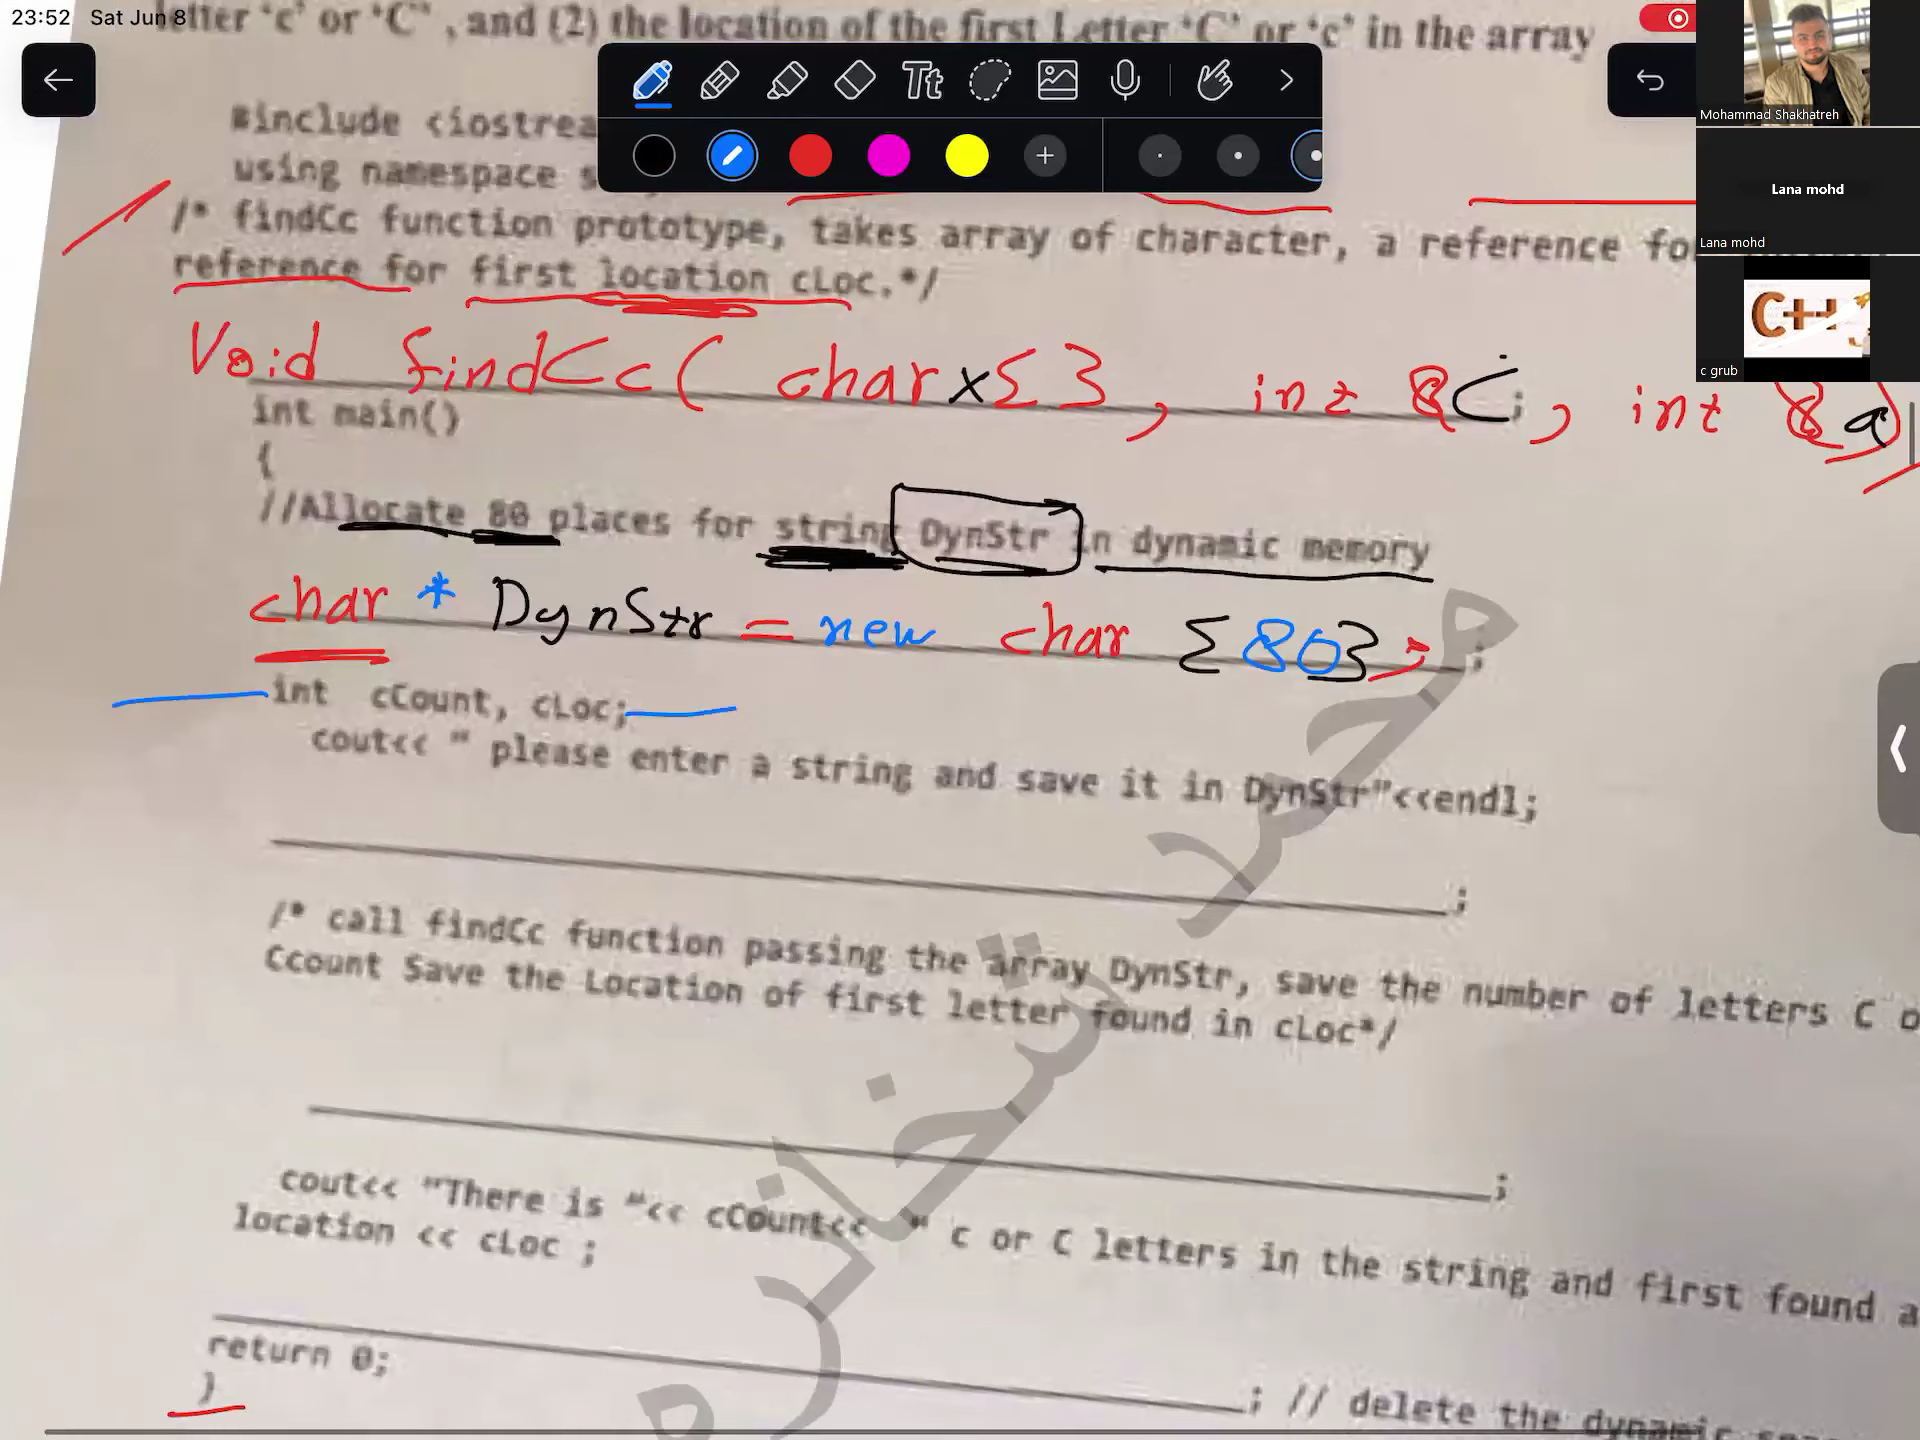 23:52 Sat Jun 8
letter 'c' or 'C' , and (2) the location of the first Letter 'C' or 'c' in the array
Tt
Mohammad Shakhatreh
Lana mohd
Lana mohd
C++
c grub
#include <iostrea
using namespace s
/* findCc function prototype, takes array of character, a reference fo
reference for first location cLoc.*/
Void findCc( char x[ ] , int &C , int &a)
int main()
{
//Allocate 80 places for string DynStr in dynamic memory
char * DynStr = new char [80] ;
int cCount, cLoc;
cout<< " please enter a string and save it in DynStr"<<endl;
;
/* call findCc function passing the array DynStr, save the number of letters C o
Ccount Save the Location of first letter found in cLoc*/
;
cout<< "There is "<< cCount<< " c or C letters in the string and first found a
location << cLoc ;
; // delete the dynamic
return 0;
}
محمد شخاتره